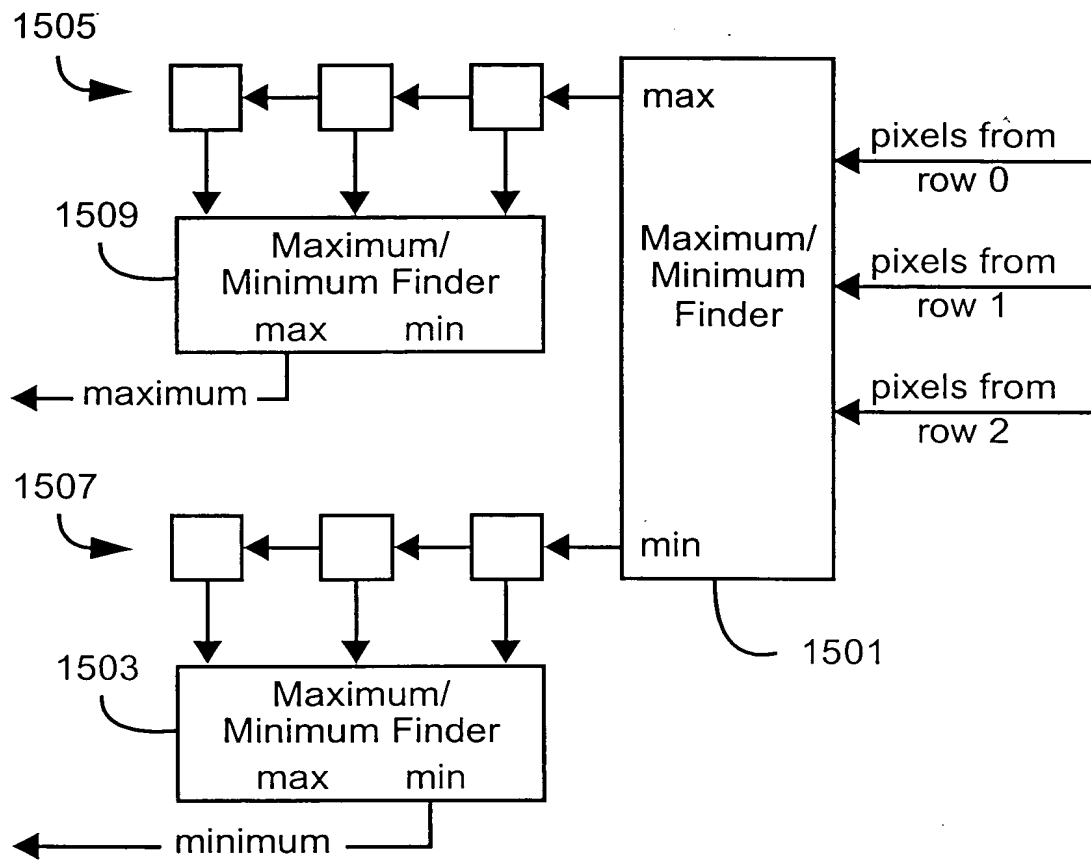 1505
max
pixels from
row 0
1509
Maximum/
Minimum Finder
max min
maximum
Maximum/
Minimum
Finder
pixels from
row 1
pixels from
row 2
1507
min
1501
1503
Maximum/
Minimum Finder
max min
minimum